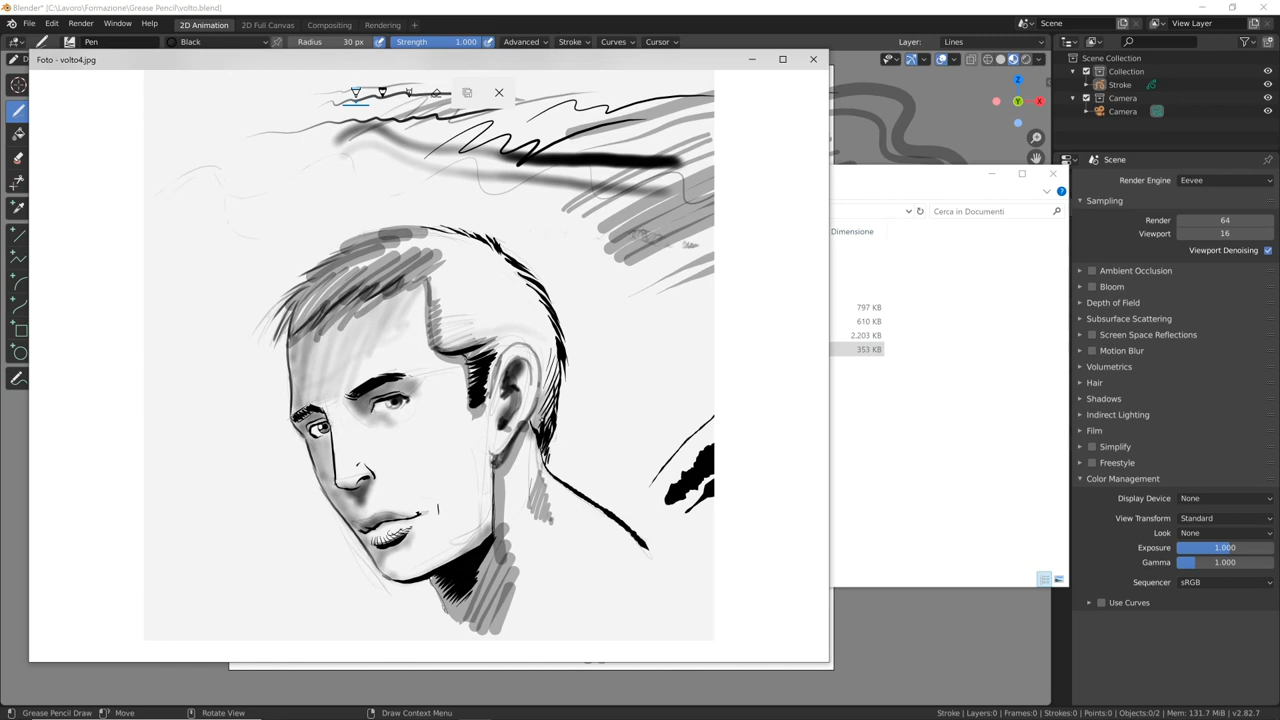 Blender* [C:\Lavoro\Formazione\Grease Pencil\volto.blend]
File Edit Render Window Help 2D Animation 2D Full Canvas Compositing Rendering Scene View Layer
Pen Black Radius 30 px Strength 1.000 Advanced Stroke Curves Cursor Layer: Lines
Foto - volto4.jpg
Scene Collection
Collection
Stroke
Camera
Camera
Scene
Render Engine Eevee
Sampling
Render 64
Viewport 16
Viewport Denoising
Ambient Occlusion
Bloom
Depth of Field
Subsurface Scattering
Screen Space Reflections
Motion Blur
Volumetrics
Hair
Shadows
Indirect Lighting
Film
Simplify
Freestyle
Color Management
Display Device None
View Transform Standard
Look None
Exposure 1.000
Gamma 1.000
Sequencer sRGB
Use Curves
Cerca in Documenti
Dimensione
797 KB
610 KB
2.203 KB
353 KB
X
Y
Z
Grease Pencil Draw Move Rotate View Draw Context Menu Stroke | Layers:0 | Frames:0 | Strokes:0 | Points:0 | Objects:0/2 | Mem: 131.7 MiB | v2.82.7